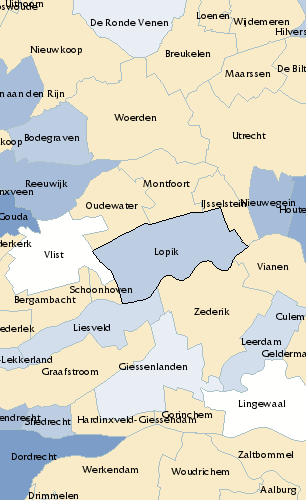 Uithoorn
Loenen
De Ronde Venen
Wijdemeren
Hilvers
Nieuwkoop
Breukelen
De Bilt
Maarssen
n aan den Rijn
Woerden
Bodegraven
Utrecht
koop
Reeuwijk
Montfoort
nxveen
Oudewater
IJsselstein
Nieuwegein
Houte
Gouda
derkerk
Vlist
Lopik
Vianen
Schoonhoven
Bergambacht
Zederik
Culem
Liesveld
ederlek
Leerdam
Gelderma
-Lekkerland
Graafstroom
Giessenlanden
Lingewaal
endrecht
Sliedrecht
Gorinchem
Hardinxveld-Giessendam
Dordrecht
Zaltbommel
Werkendam
Woudrichem
Aalburg
Drimmelen